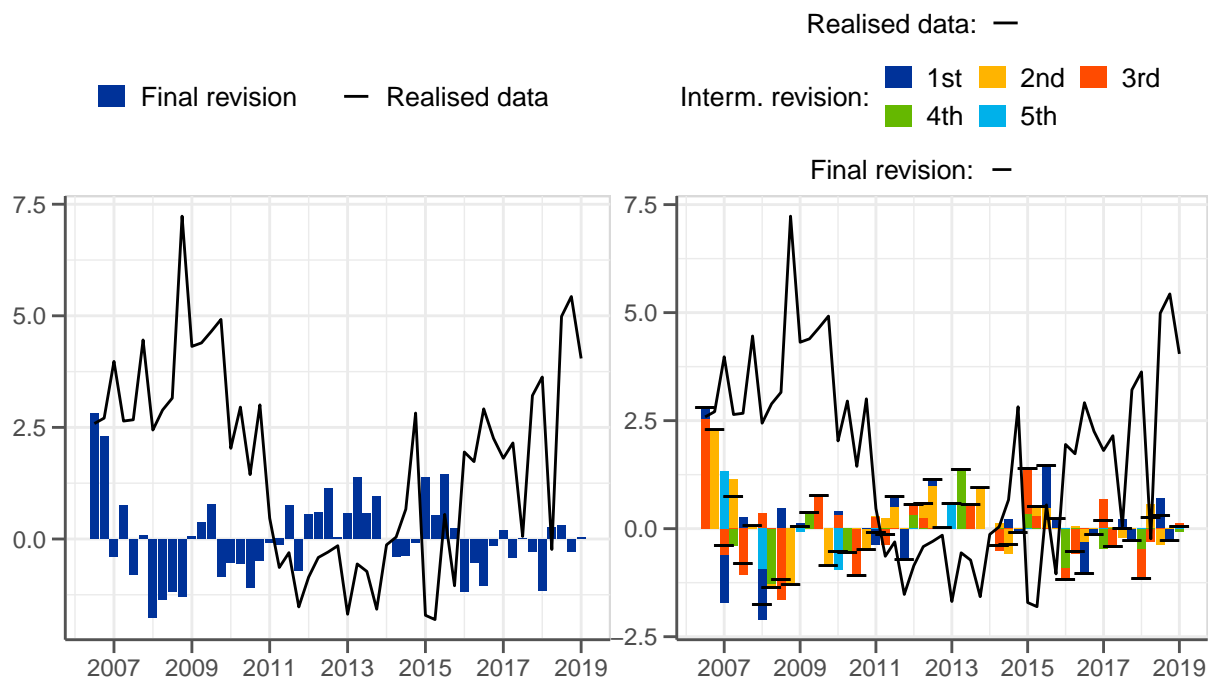 Realised data:
Final revision Realised data
Interm. revision: 1st 2nd 3rd
4th 5th
Final revision:
7.5
5.0
2.5
0.0
2007 2009 2011 2013 2015 2017 2019
7.5
5.0
2.5
0.0
−2.5
2007 2009 2011 2013 2015 2017 2019